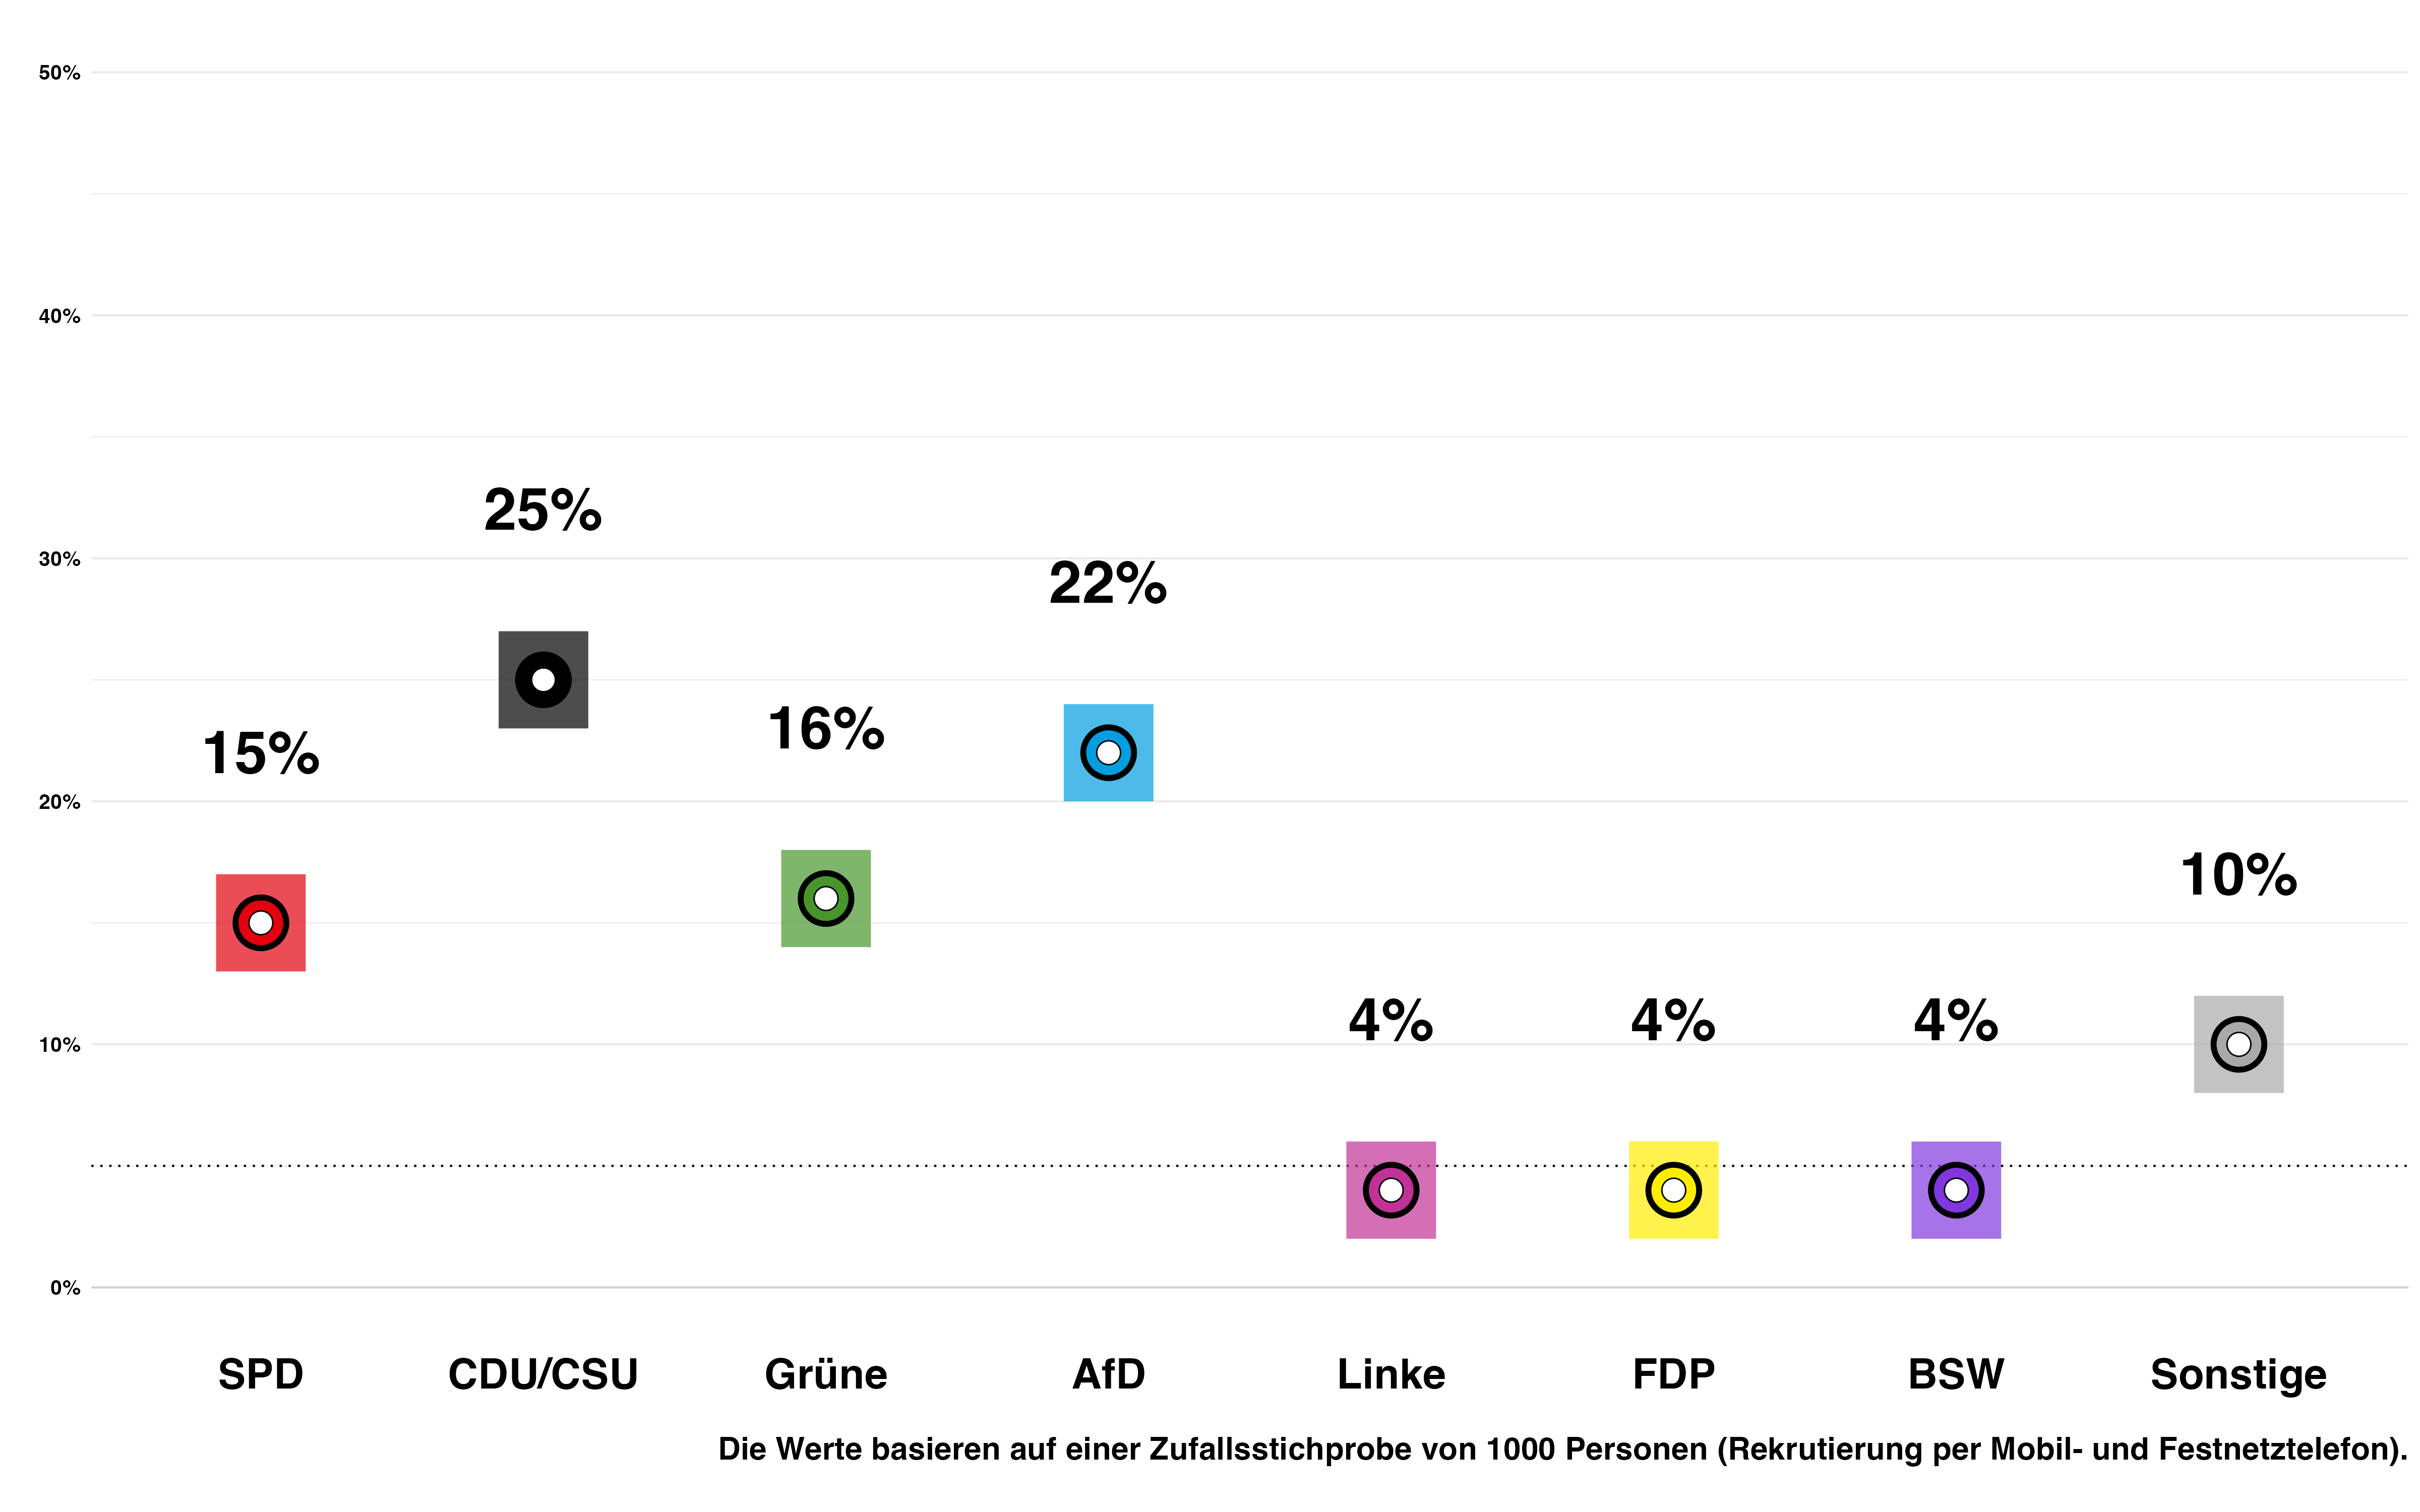 50%
40%
30%
20%
10%
0%
15%
25%
16%
22%
4%
4%
4%
10%
SPD
CDU/CSU
Grüne
AfD
Linke
FDP
BSW
Sonstige
Die Werte basieren auf einer Zufallsstichprobe von 1000 Personen (Rekrutierung per Mobil- und Festnetztelefon).